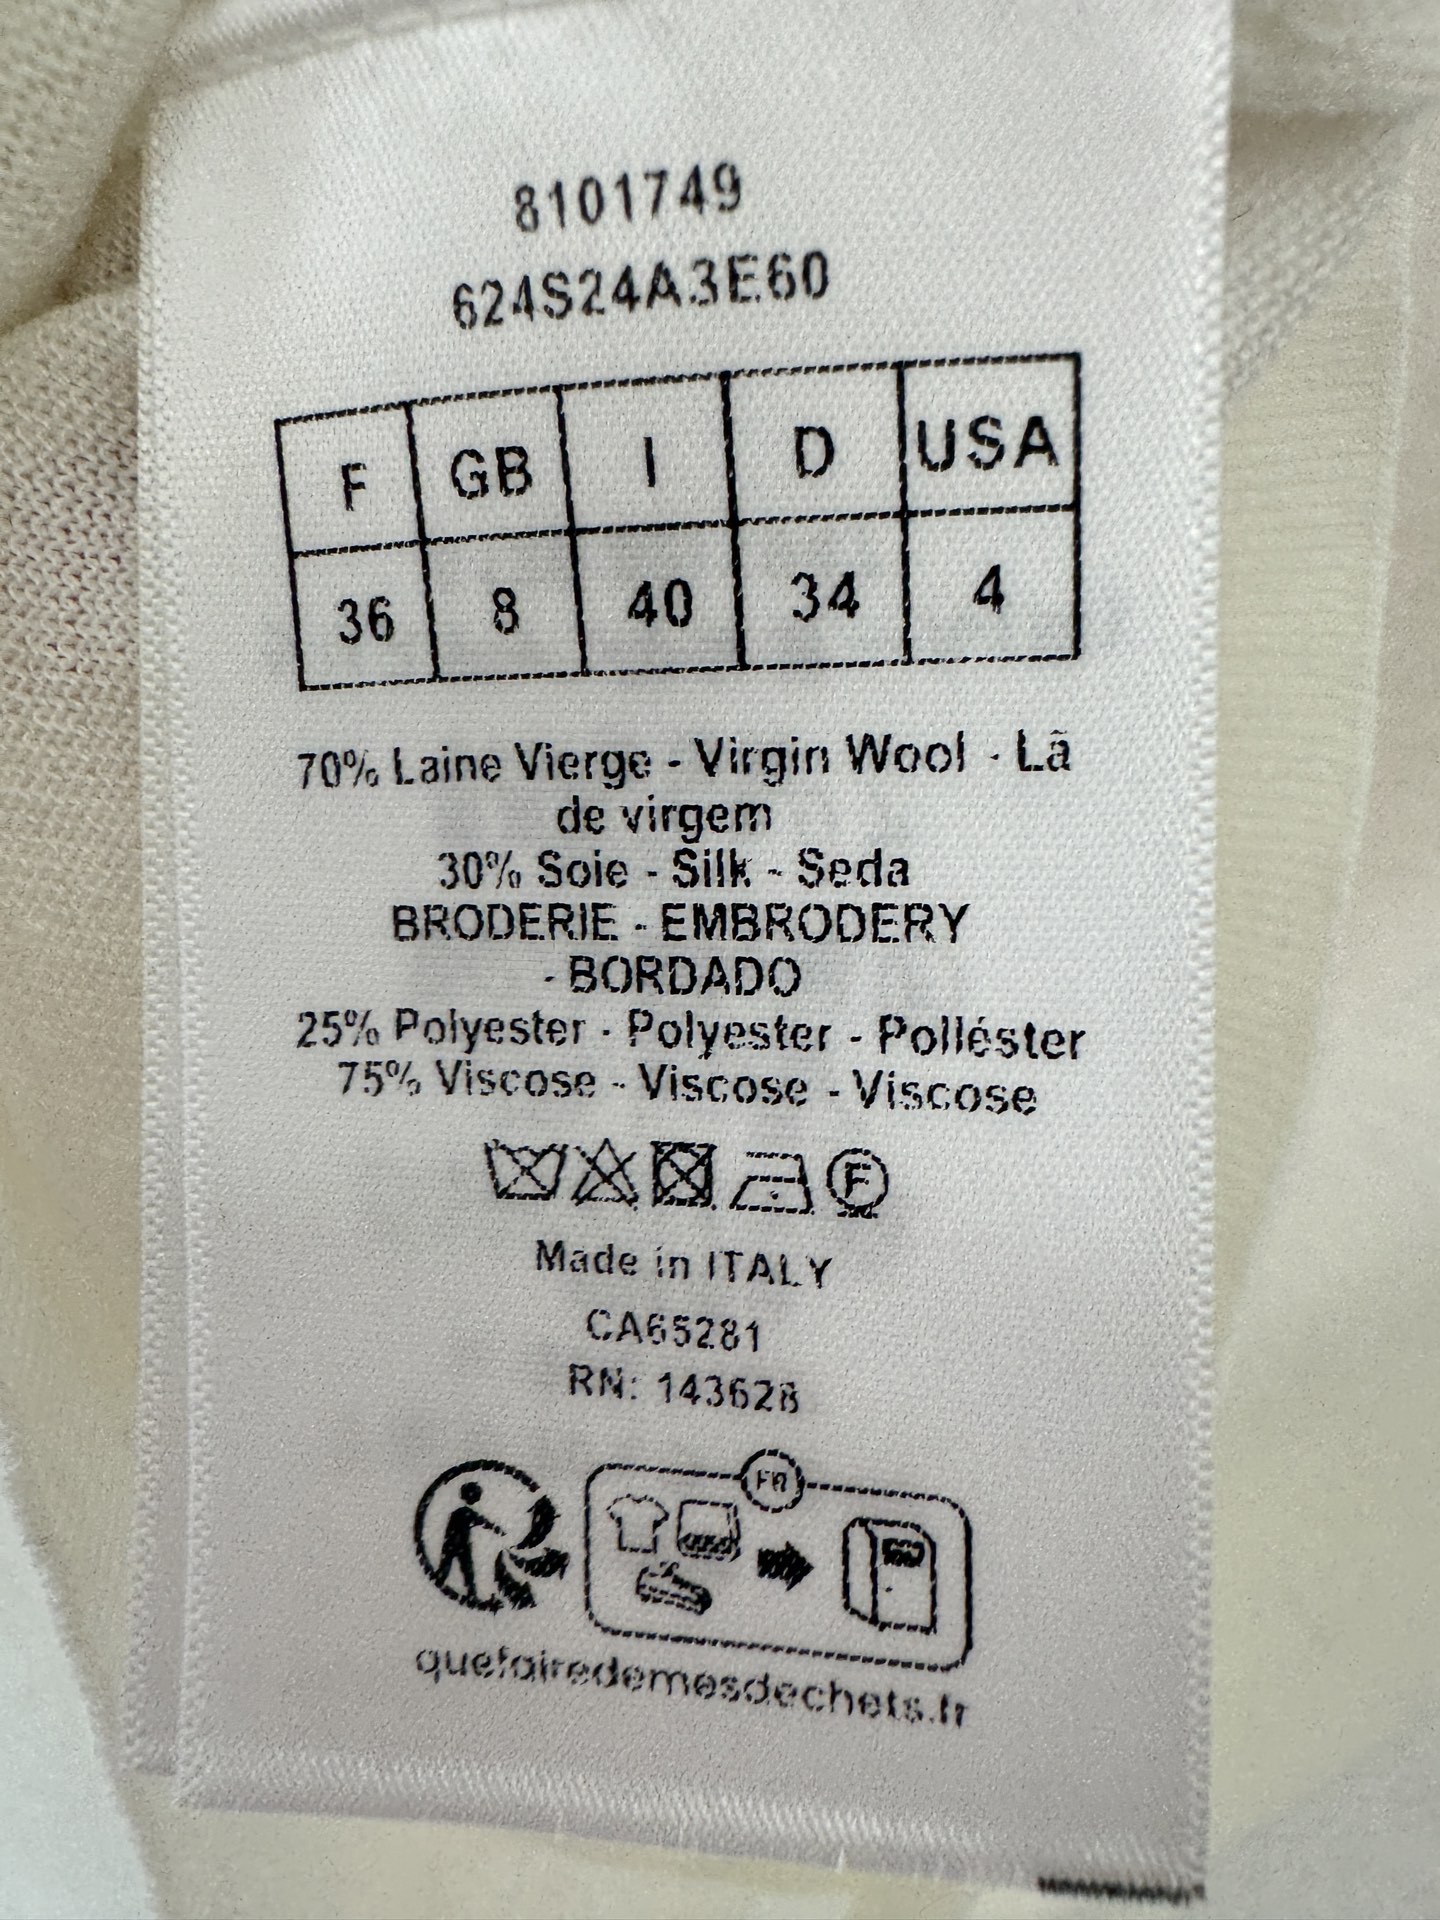 8101749
624S24A3E60
F GB I D USA
36 8 40 34 4
70% Laine Vierge - Virgin Wool - Lã
de virgem
30% Soie - Silk - Seda
BRODERIE - EMBRODERY
- BORDADO
25% Polyester - Polyester - Poliéster
75% Viscose - Viscose - Viscose
F
Made in ITALY
CA65281
RN: 143628
FR
quefairedemesdechets.fr